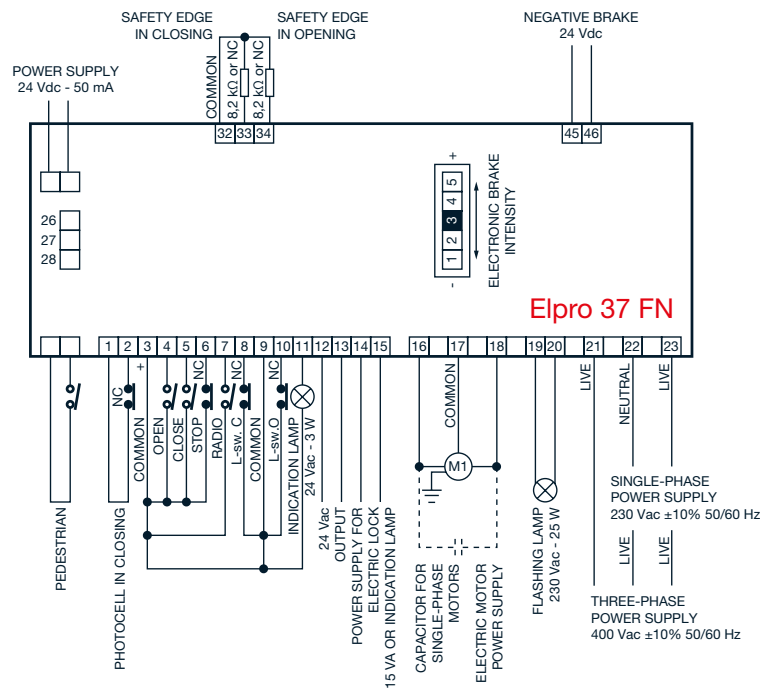 SAFETY EDGE
IN CLOSING
SAFETY EDGE
IN OPENING
NEGATIVE BRAKE
24 Vdc
POWER SUPPLY
24 Vdc - 50 mA
COMMON
8,2 kΩ or NC
8,2 kΩ or NC
32 33 34
45 46
26
27
28
+
5
4
3
2
1
-
ELECTRONIC BRAKE
INTENSITY
Elpro 37 FN
1 2 3 4 5 6 7 8 9 10 11 12 13 14 15 16 17 18 19 20 21 22 23
PEDESTRIAN
NC
PHOTOCELL IN CLOSING
+
COMMON
OPEN
CLOSE
NC
STOP
RADIO
NC
L-sw. C
COMMON
NC
L-sw.O
INDICATION LAMP
24 Vac - 3 W
24 Vac
OUTPUT
POWER SUPPLY FOR
ELECTRIC LOCK
15 VA OR INDICATION LAMP
COMMON
M1
CAPACITOR FOR
SINGLE-PHASE
MOTORS
ELECTRIC MOTOR
POWER SUPPLY
FLASHING LAMP
230 Vac - 25 W
LIVE
NEUTRAL
LIVE
SINGLE-PHASE
POWER SUPPLY
230 Vac ±10% 50/60 Hz
LIVE
LIVE
THREE-PHASE
POWER SUPPLY
400 Vac ±10% 50/60 Hz